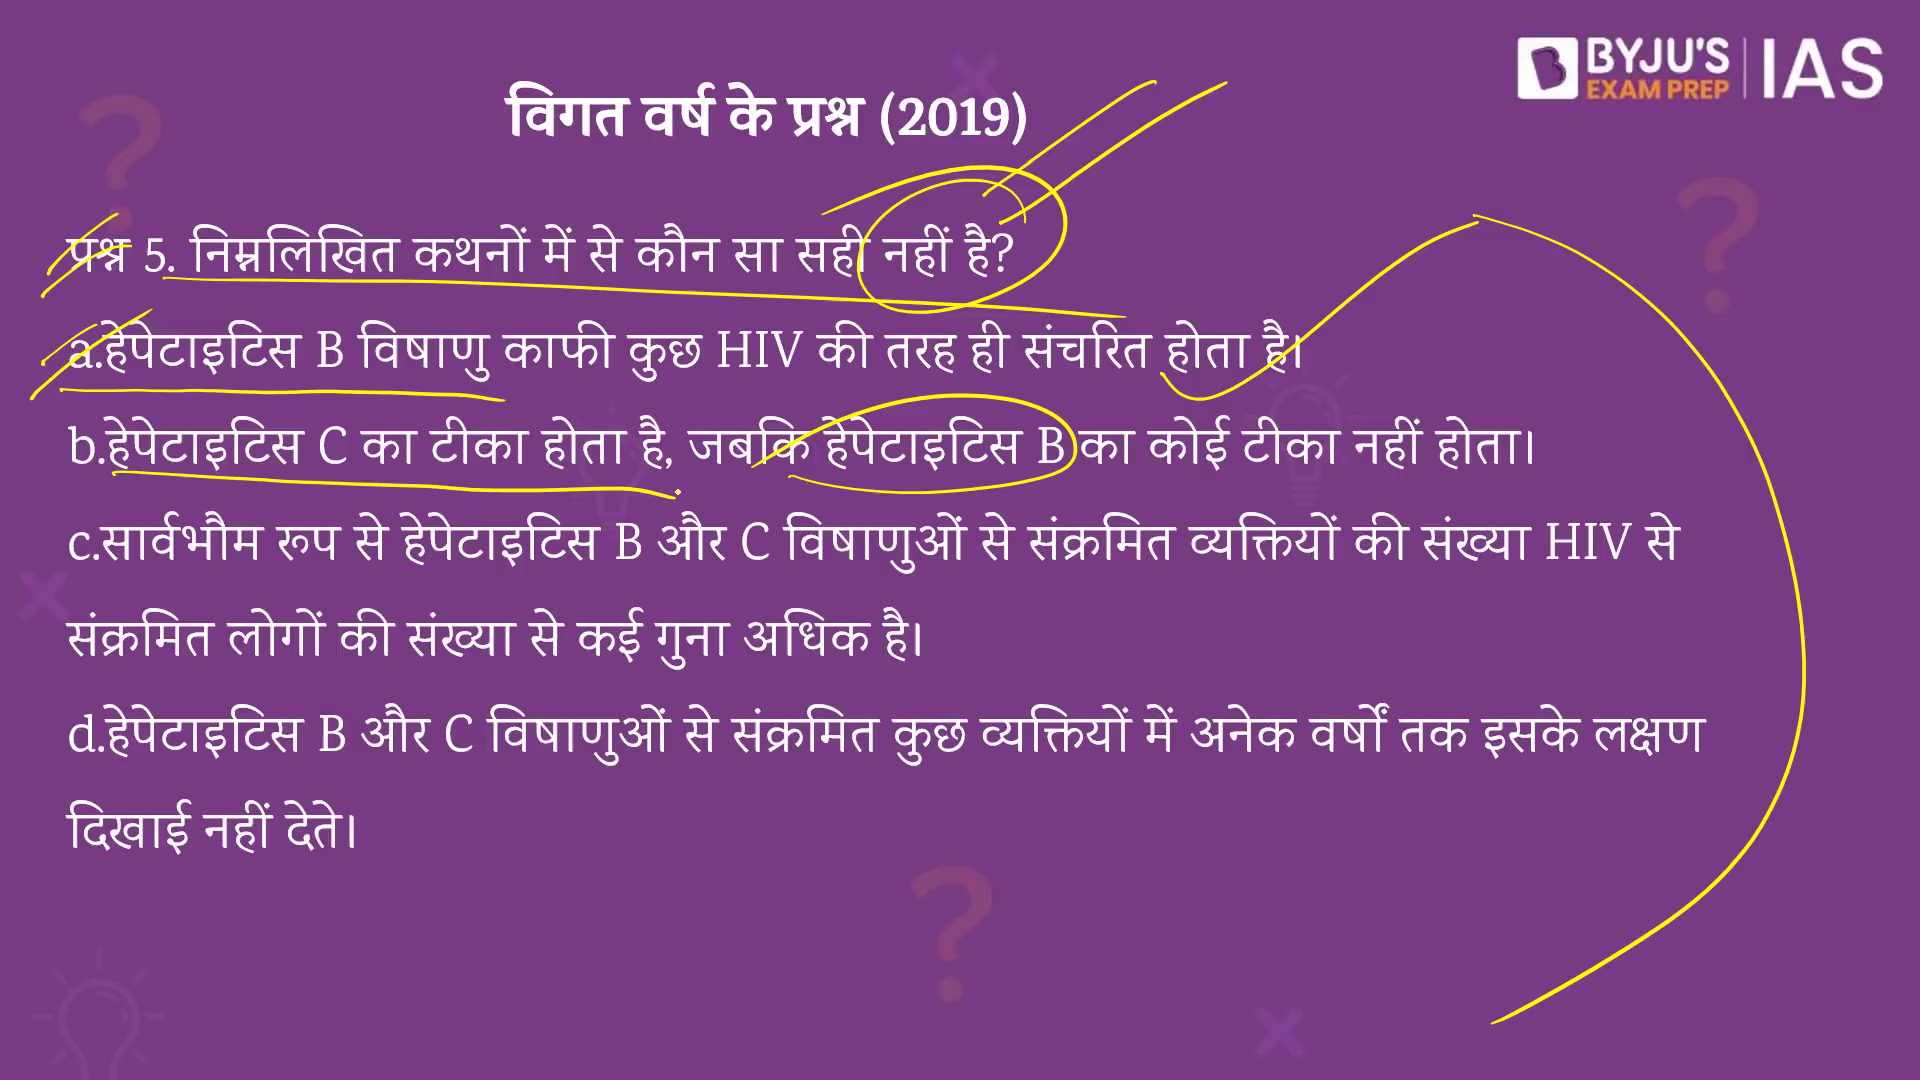 BYJU'S
EXAM PREP
IAS
विगत वर्ष के प्रश्न (2019)
प्रश्न 5. निम्नलिखित कथनों में से कौन सा सही नहीं है?
a.हेपेटाइटिस B विषाणु काफी कुछ HIV की तरह ही संचरित होता है।
b.हेपेटाइटिस C का टीका होता है, जबकि हेपेटाइटिस B का कोई टीका नहीं होता।
c.सार्वभौम रूप से हेपेटाइटिस B और C विषाणुओं से संक्रमित व्यक्तियों की संख्या HIV से
संक्रमित लोगों की संख्या से कई गुना अधिक है।
d.हेपेटाइटिस B और C विषाणुओं से संक्रमित कुछ व्यक्तियों में अनेक वर्षों तक इसके लक्षण
दिखाई नहीं देते।